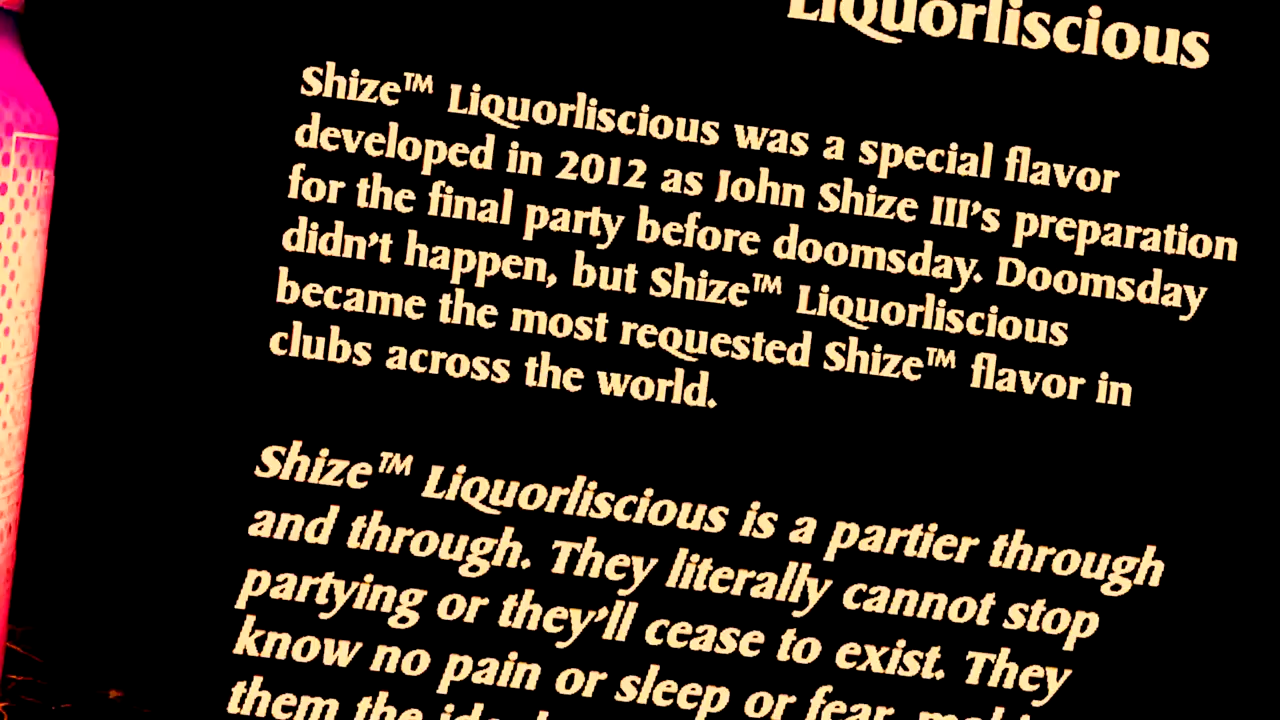 Liquorliscious
Shize™ Liquorliscious was a special flavor
developed in 2012 as John Shize III's preparation
for the final party before doomsday. Doomsday
didn't happen, but Shize™ Liquorliscious
became the most requested Shize™ flavor in
clubs across the world.
Shize™ Liquorliscious is a partier through
and through. They literally cannot stop
partying or they'll cease to exist. They
know no pain or sleep or fear,
them the